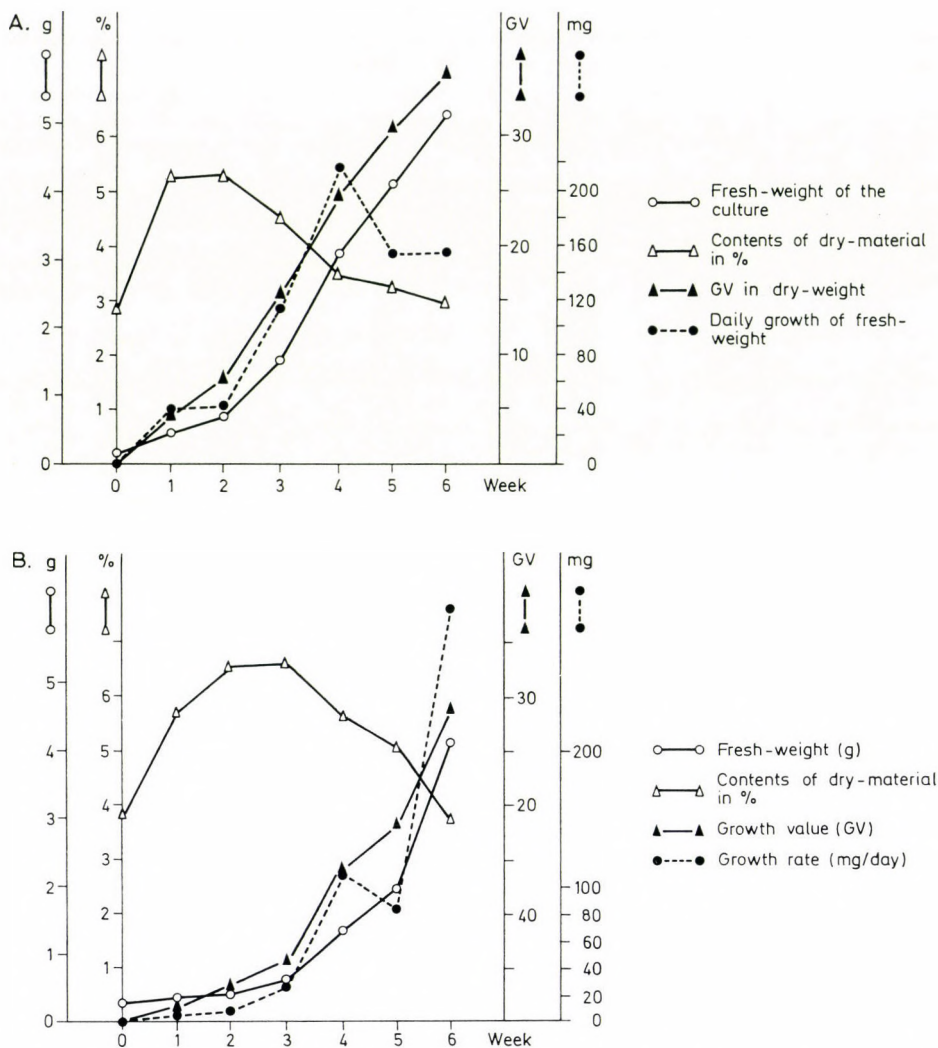 A. g % GV mg
5
6
5
4
3
2
1
0
4
3
2
1
30
20
10
200
160
120
80
40
0
0 1 2 3 4 5 6 Week
Fresh-weight of the
culture
Contents of dry-material
in %
GV in dry-weight
Daily growth of fresh-
weight
B. g % GV mg
5
4
3
2
1
0
6
5
4
3
2
1
30
20
40
200
100
80
60
40
20
0
0 1 2 3 4 5 6 Week
Fresh-weight (g)
Contents of dry-material
in %
Growth value (GV)
Growth rate (mg/day)